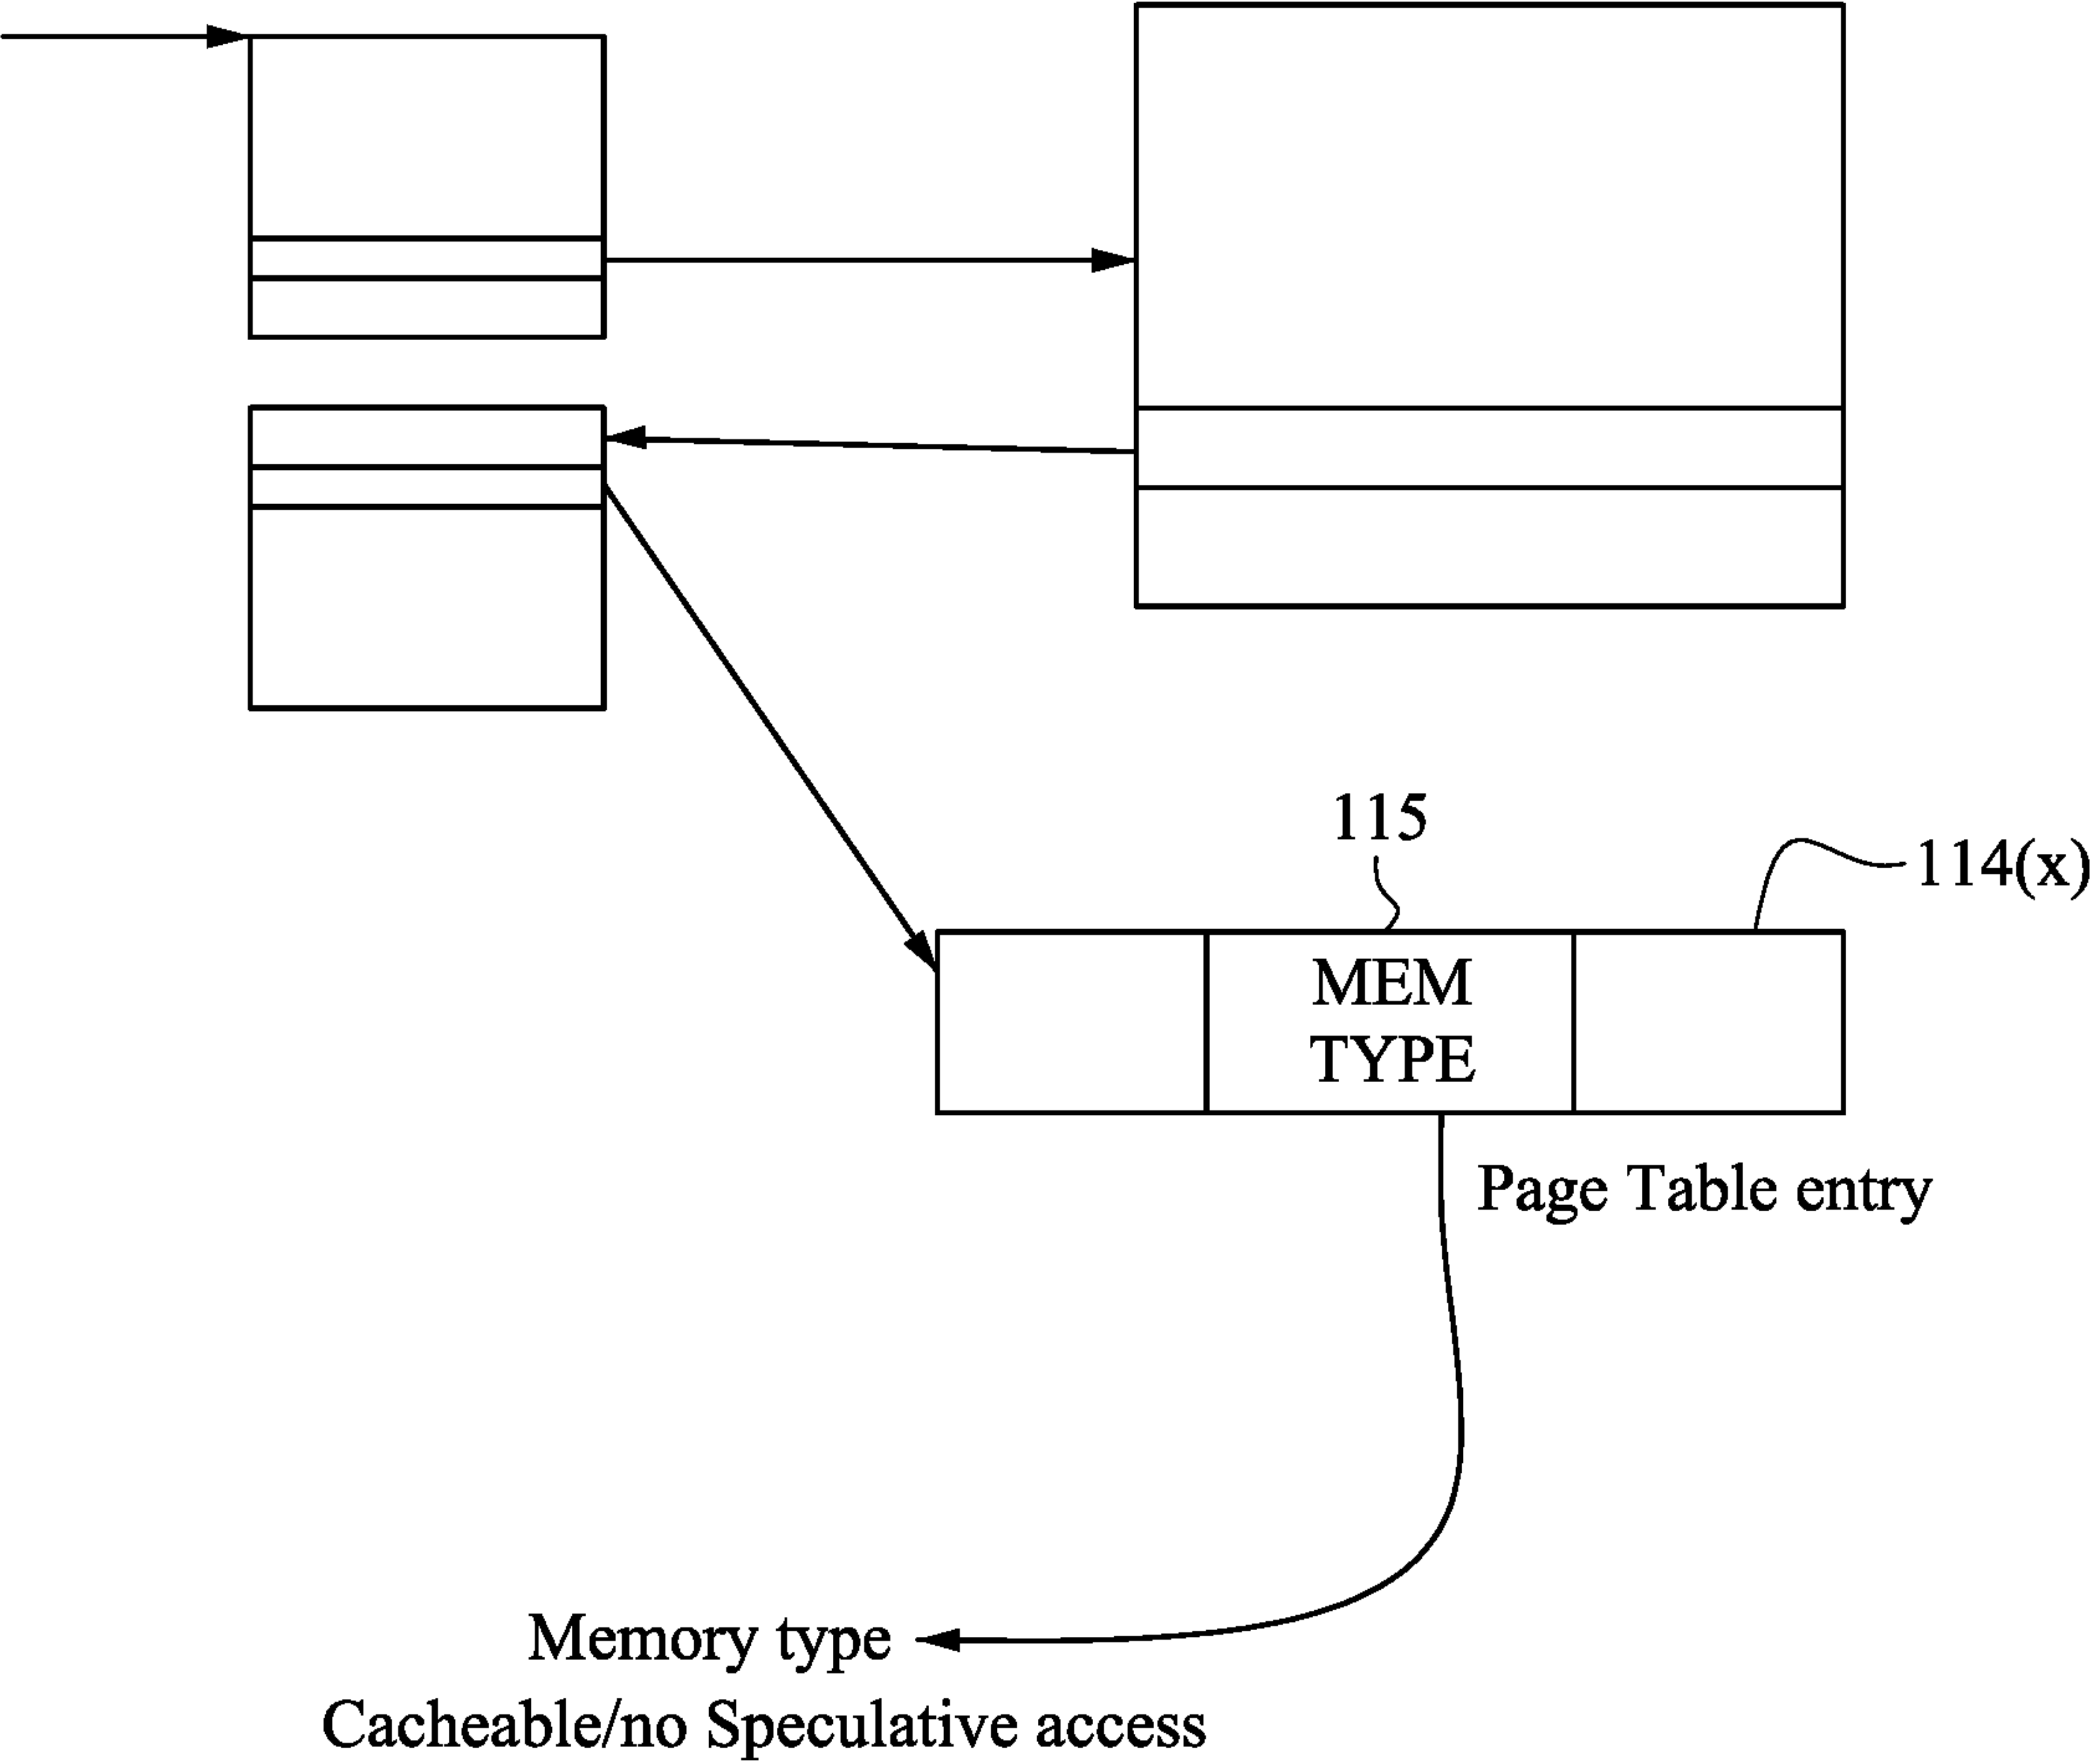 115
114(x)
MEM
TYPE
Page Table entry
Memory type
Cacheable/no Speculative access